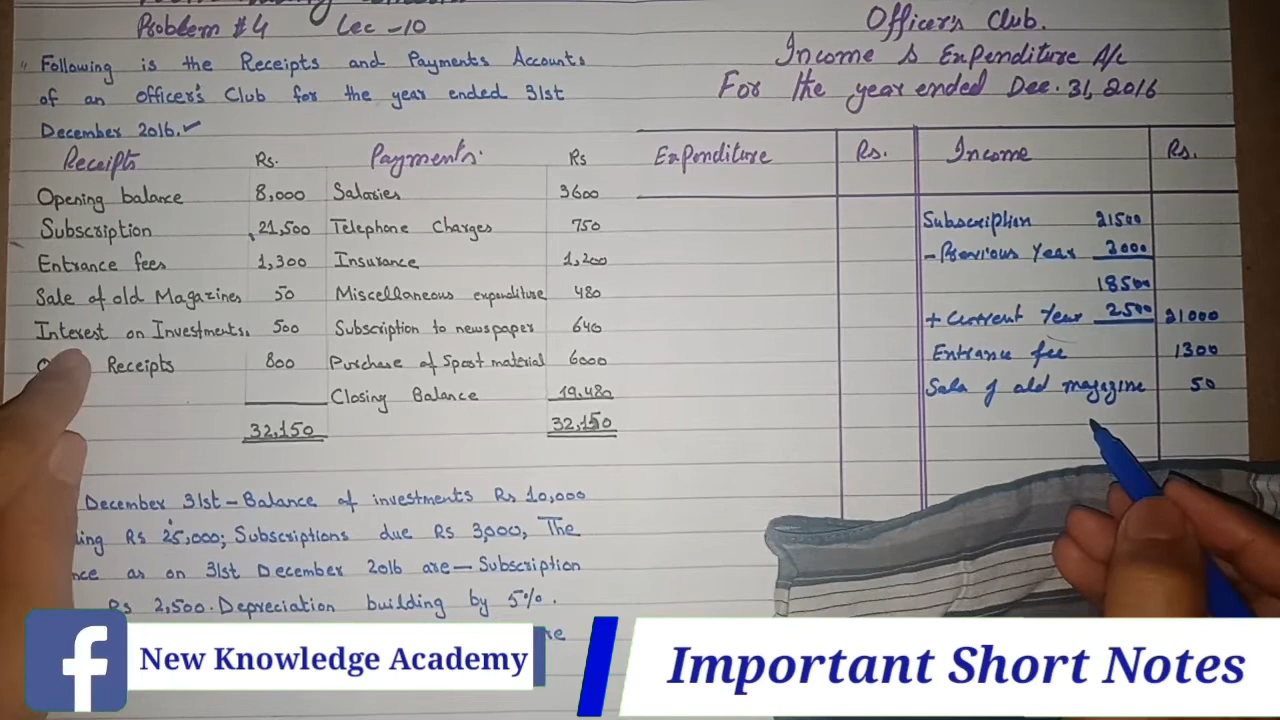 Problem #4 Lec -10
" Following is the Receipts and Payments Accounts
of an officer's Club for the year ended 31st
December 2016.
Receipts Rs. Payments. Rs
Opening balance 8,000 Salaries 3600
Subscription 21,500 Telephone Charges 750
Entrance fees 1,300 Insurance 1,200
Sale of old Magazines 50 Miscellaneous expenditure 480
Interest on Investments. 500 Subscription to newspaper 640
Receipts 800 Purchase of Sport material 6000
Closing Balance 19,480
32,150 32,150
December 31st - Balance of investments Rs 10,000
Rs 25,000; Subscriptions due Rs 3,000, The
as on 31st December 2016 are - Subscription
Rs 2,500. Depreciation building by 5%.
Officer's Club.
Income & Expenditure A/c
For the year ended Dec. 31, 2016
Expenditure Rs. Income Rs.
Subscription 21500
- Previous Year 3000
18500
+ Current Year 2500 21000
Entrance fee 1300
Sale of old magazine 50
f New Knowledge Academy
Important Short Notes